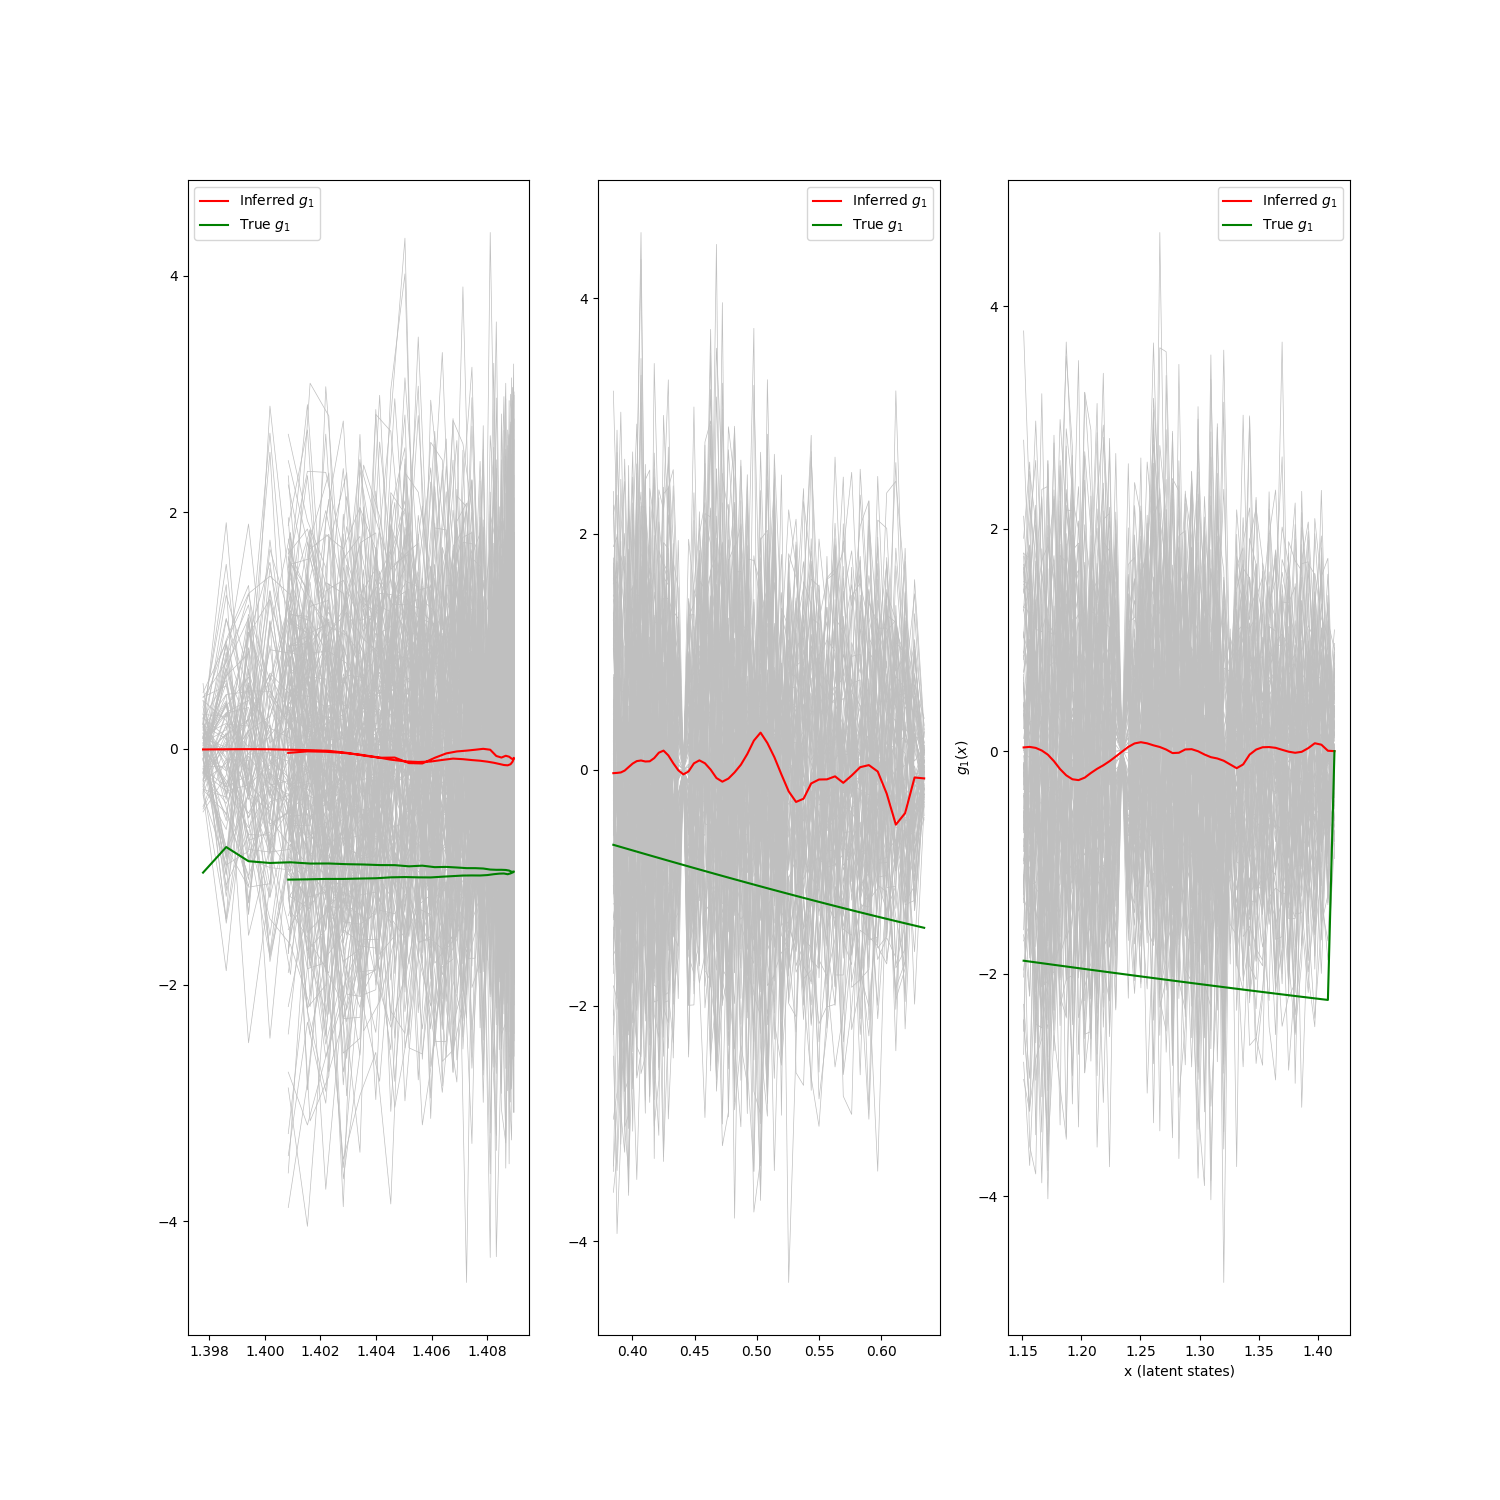 Inferred g₁
True g₁
4
2
0
−2
−4
1.398 1.400 1.402 1.404 1.406 1.408
Inferred g₁
True g₁
4
2
0
−2
−4
0.40 0.45 0.50 0.55 0.60
Inferred g₁
True g₁
g₁(x)
4
2
0
−2
−4
1.15 1.20 1.25 1.30 1.35 1.40
x (latent states)